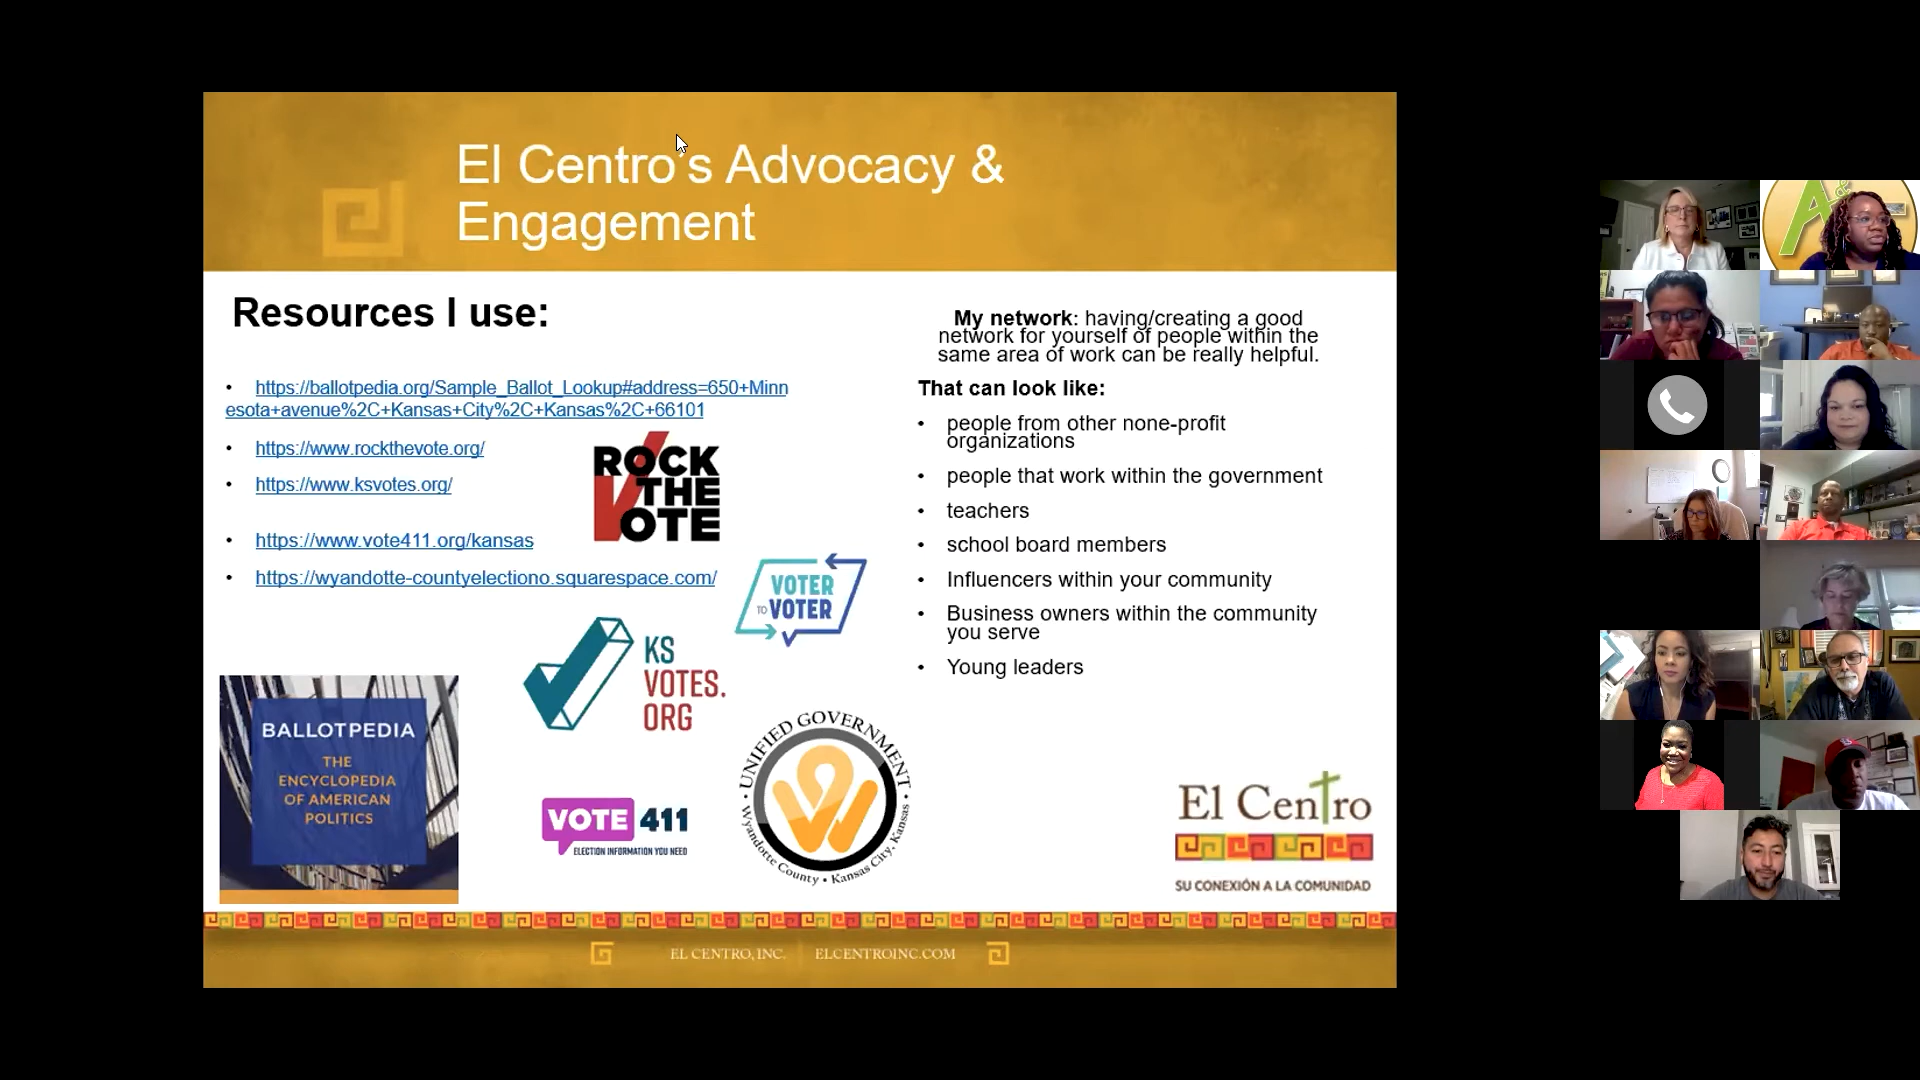 El Centro's Advocacy &
Engagement
Resources I use:
• https://ballotpedia.org/Sample_Ballot_Lookup#address=650+Minn
esota+avenue%2C+Kansas+City%2C+Kansas%2C+66101
• https://www.rockthevote.org/
• https://www.ksvotes.org/
• https://www.vote411.org/kansas
• https://wyandotte-countyelectiono.squarespace.com/
ROCK
THE
VOTE
VOTER
TO VOTER
KS
VOTES.
ORG
BALLOTPEDIA
THE
ENCYCLOPEDIA
OF AMERICAN
POLITICS
VOTE 411
ELECTION INFORMATION YOU NEED
• UNIFIED GOVERNMENT •
Wyandotte County • Kansas City, Kansas
My network: having/creating a good
network for yourself of people within the
same area of work can be really helpful.
That can look like:
• people from other none-profit
organizations
• people that work within the government
• teachers
• school board members
• Influencers within your community
• Business owners within the community
you serve
• Young leaders
El Centro
SU CONEXIÓN A LA COMUNIDAD
EL CENTRO, INC. | ELCENTROINC.COM
A&